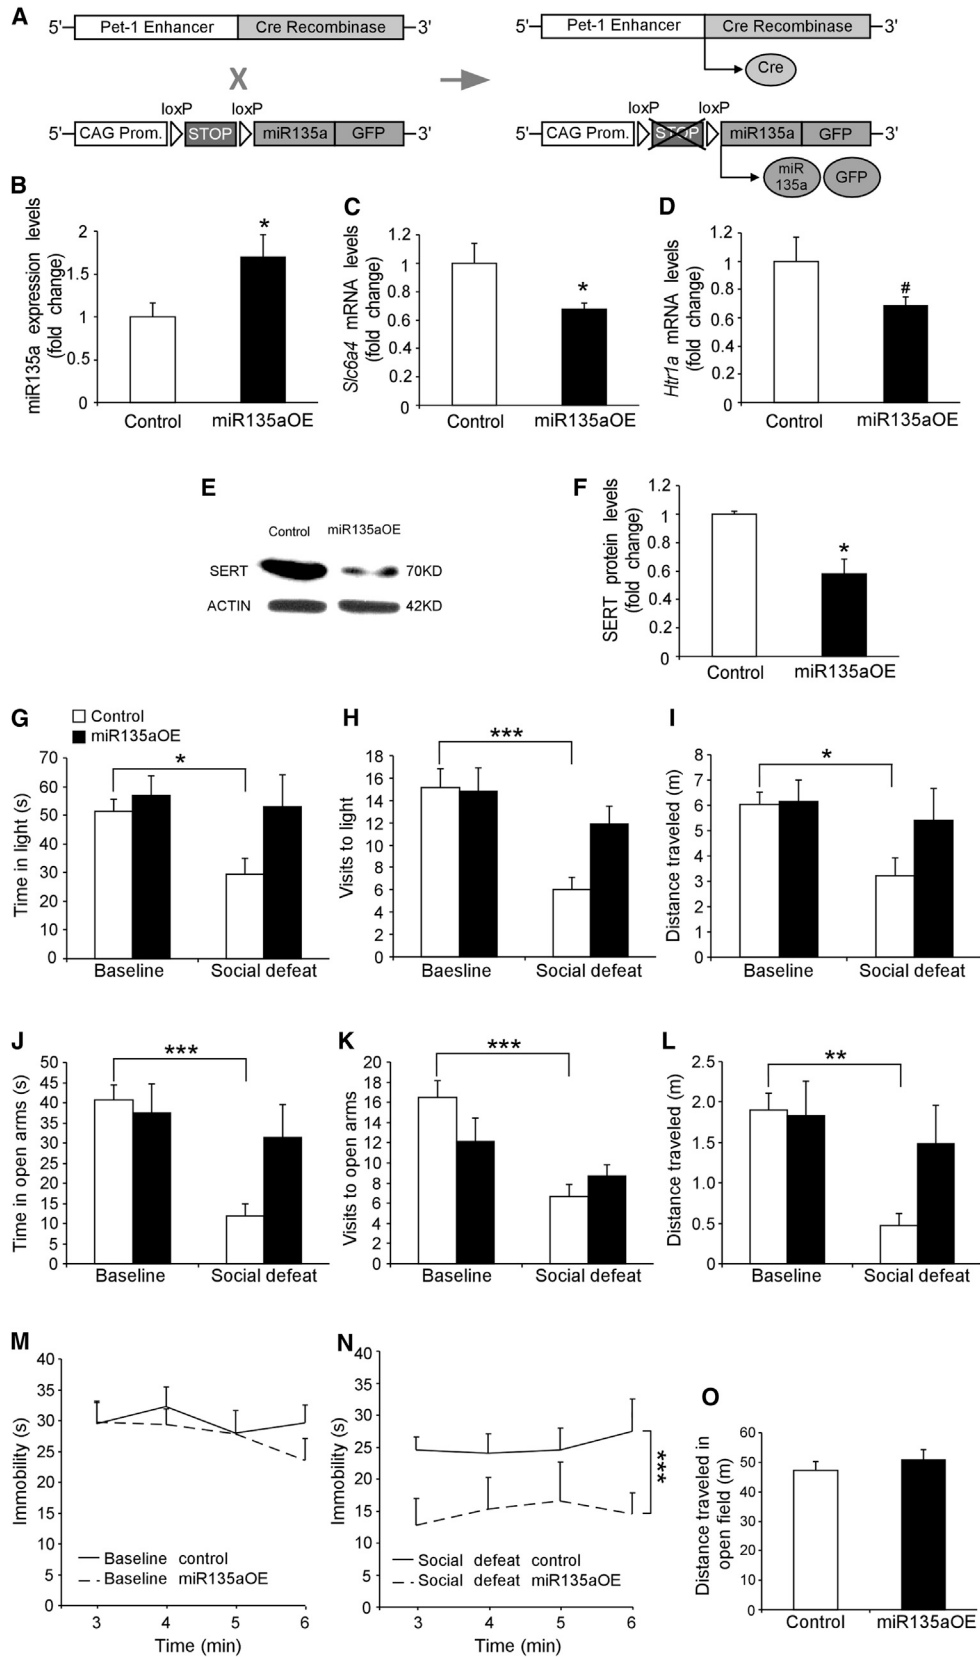 A
5'- Pet-1 Enhancer Cre Recombinase -3'
5'- Pet-1 Enhancer Cre Recombinase -3'
Cre
X
loxP loxP
5'- CAG Prom. STOP miR135a GFP -3'
loxP loxP
5'- CAG Prom. STOP miR135a GFP -3'
miR 135a GFP
B
miR135a expression levels
(fold change)
2
1.5
1
0.5
0
*
Control miR135aOE
C
Slc6a4 mRNA levels
(fold change)
1.2
1
0.8
0.6
0.4
0.2
0
*
Control miR135aOE
D
Htr1a mRNA levels
(fold change)
1.2
1
0.8
0.6
0.4
0.2
0
#
Control miR135aOE
E
Control miR135aOE
SERT 70KD
ACTIN 42KD
F
SERT protein levels
(fold change)
1.2
1
0.8
0.6
0.4
0.2
0
*
Control miR135aOE
G
Control
miR135aOE
Time in light (s)
70
60
50
40
30
20
10
0
*
Baseline Social defeat
H
Visits to light
18
16
14
12
10
8
6
4
2
0
***
Baesline Social defeat
I
Distance traveled (m)
8
7
6
5
4
3
2
1
0
*
Baseline Social defeat
J
Time in open arms (s)
50
45
40
35
30
25
20
15
10
5
0
***
Baseline Social defeat
K
Visits to open arms
20
18
16
14
12
10
8
6
4
2
0
***
Baseline Social defeat
L
Distance traveled (m)
2.5
2.0
1.5
1.0
0.5
0
**
Baseline Social defeat
M
Immobility (s)
40
35
30
25
20
15
10
5
0
Baseline control
Baseline miR135aOE
3 4 5 6
Time (min)
N
Immobility (s)
40
35
30
25
20
15
10
5
0
***
Social defeat control
Social defeat miR135aOE
3 4 5 6
Time (min)
O
Distance traveled in
open field (m)
60
50
40
30
20
10
0
Control miR135aOE